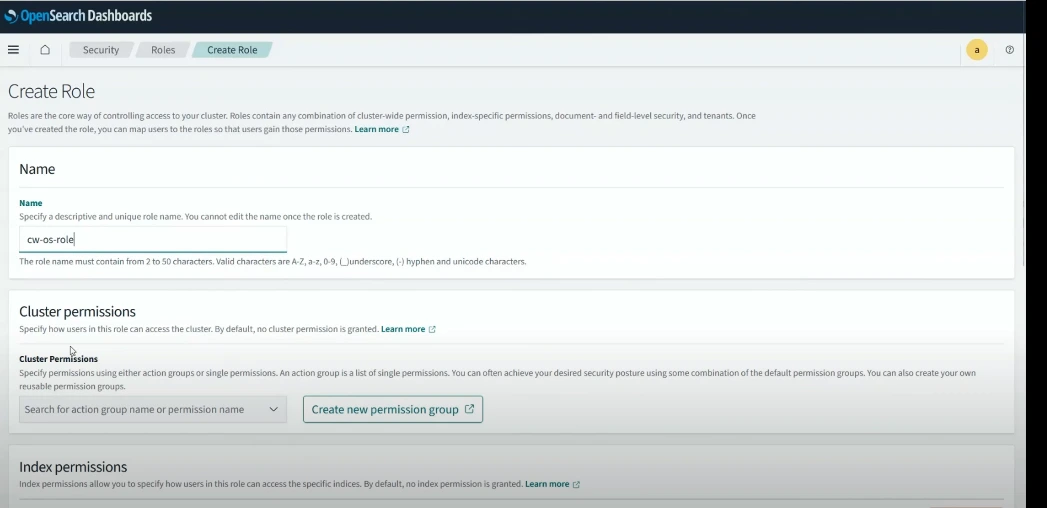 OpenSearch Dashboards
Security
Roles
Create Role
a
Create Role
Roles are the core way of controlling access to your cluster. Roles contain any combination of cluster-wide permission, index-specific permissions, document- and field-level security, and tenants. Once
you've created the role, you can map users to the roles so that users gain those permissions. Learn more
Name
Name
Specify a descriptive and unique role name. You cannot edit the name once the role is created.
cw-os-role
The role name must contain from 2 to 50 characters. Valid characters are A-Z, a-z, 0-9, (_)underscore, (-) hyphen and unicode characters.
Cluster permissions
Specify how users in this role can access the cluster. By default, no cluster permission is granted. Learn more
Cluster Permissions
Specify permissions using either action groups or single permissions. An action group is a list of single permissions. You can often achieve your desired security posture using some combination of the default permission groups. You can also create your own
reusable permission groups.
Search for action group name or permission name
Create new permission group
Index permissions
Index permissions allow you to specify how users in this role can access the specific indices. By default, no index permission is granted. Learn more